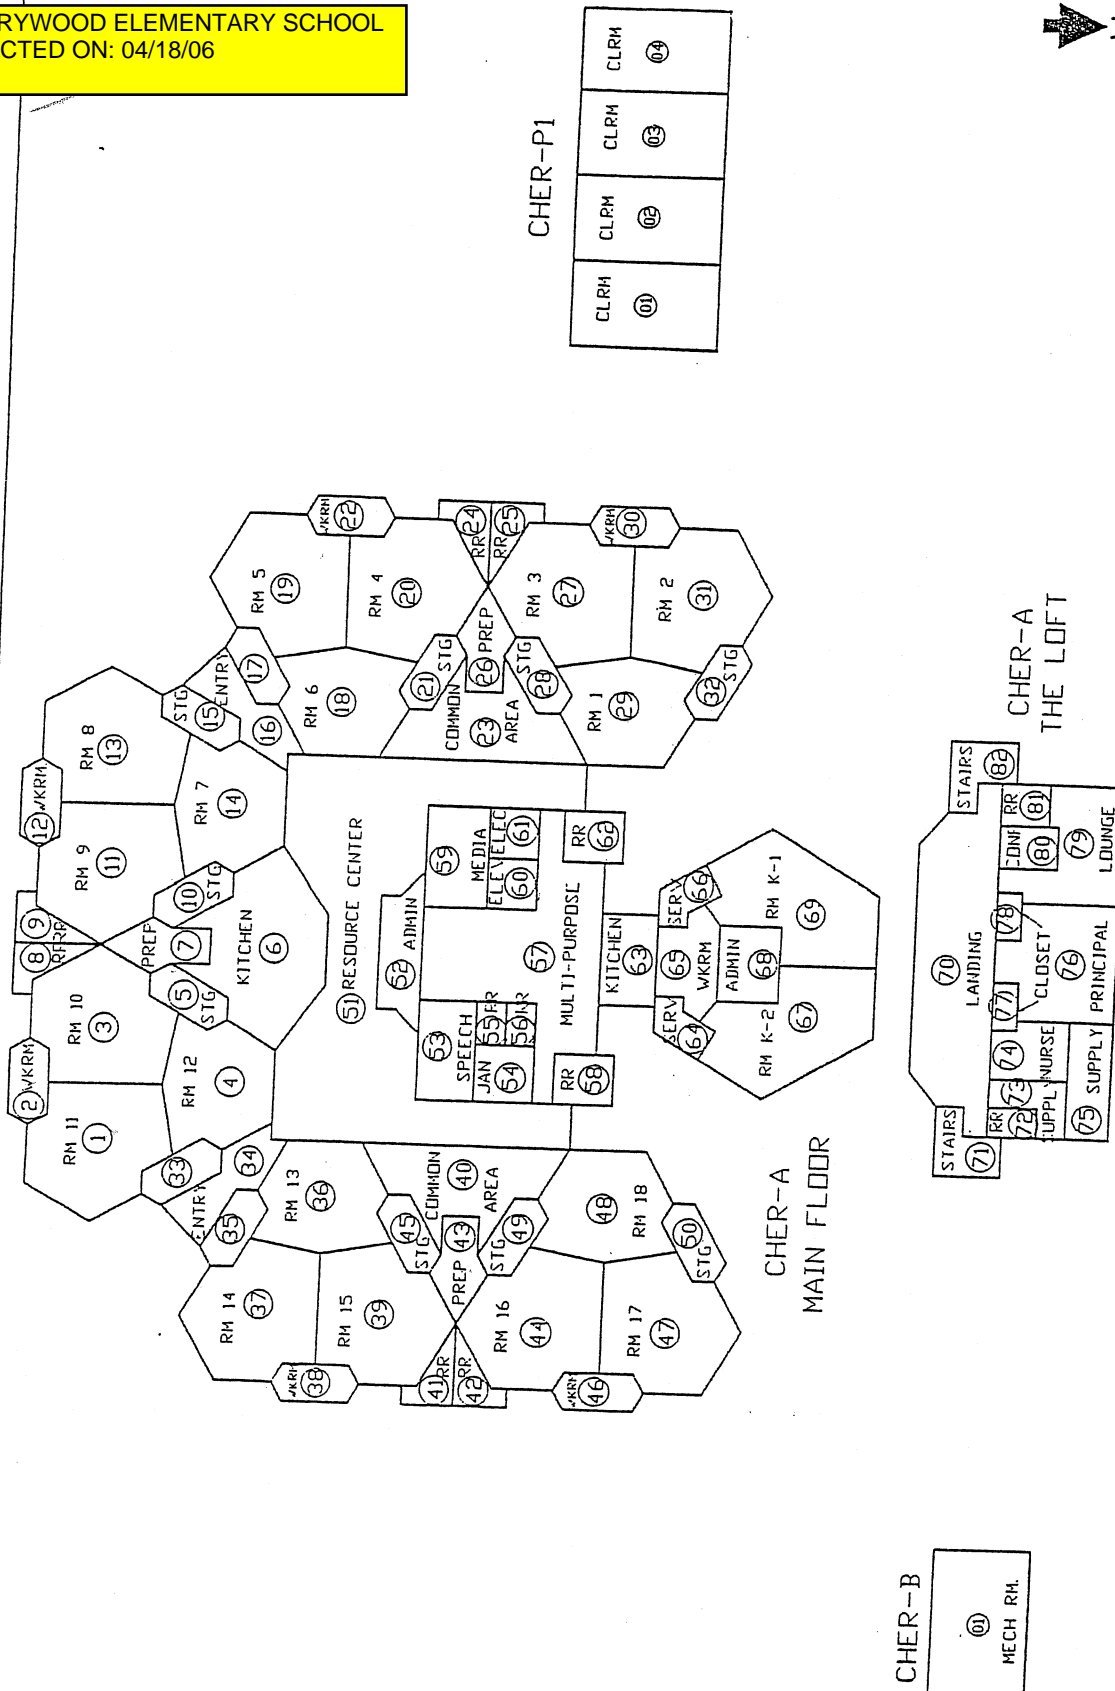 RYWOOD ELEMENTARY SCHOOL
CTED ON: 04/18/06
CHER-P1
CLRM 01
CLRM 02
CLRM 03
CLRM 04
RM 11 1
2 WKRM
RM 10 3
RM 12 4
5 STG
KITCHEN 6
PREP 7
8 RR
9 RR
10 STG
RM 9 11
12 WKRM
RM 8 13
RM 7 14
STG 15
ENTRY 16
17
RM 6 18
RM 5 19
RM 4 20
21 STG
22
COMMON AREA 23
RR 24
RR 25
26 PREP
RM 3 27
STG 28
RM 1 29
30
RM 2 31
32 STG
33
ENTRY 34
35
RM 13 36
RM 14 37
38
RM 15 39
COMMON AREA 40
41 RR
42 RR
PREP 43
RM 16 44
STG 45
46
RM 17 47
48 RM 18
STG 49
STG 50
51 RESOURCE CENTER
52 ADMIN
53 SPEECH
JAN 54
55 RR
56
MULTI-PURPOSE 57
RR 58
59 MEDIA
ELEV 60
ELEC 61
RR 62
KITCHEN 63
SERV 64
65 WKRM
SERV 66
RM K-2 67
ADMIN 68
RM K-1 69
CHER-A
MAIN FLOOR
70 LANDING
STAIRS 71
RR 72
73
74 NURSE
75 SUPPLY
76 PRINCIPAL
77
78
CLOSET
79 LOUNGE
80
RR 81
STAIRS 82
CHER-A
THE LOFT
CHER-B
01
MECH RM.